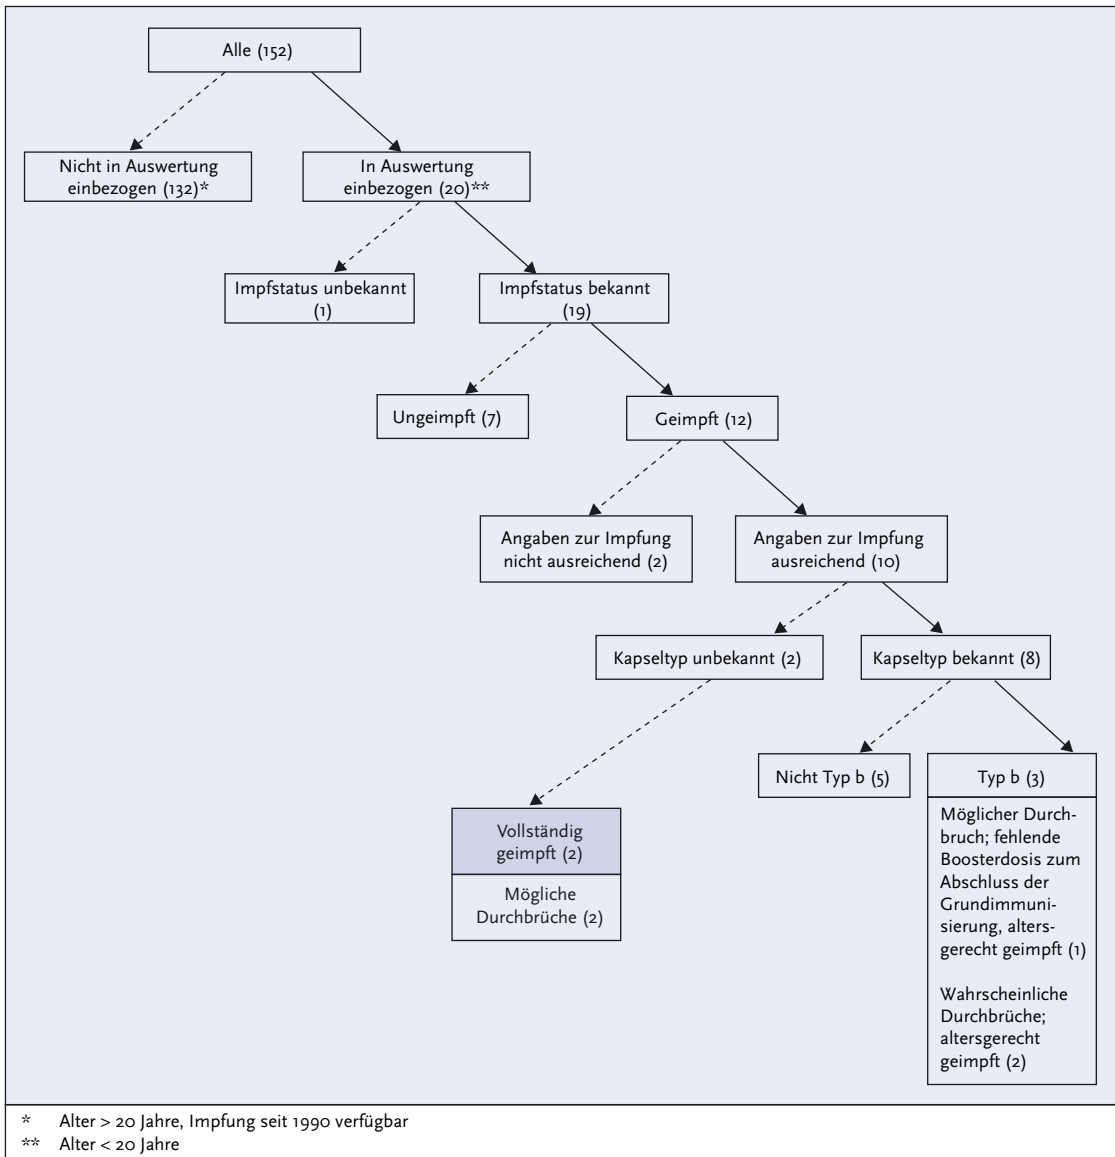 Alle (152)
Nicht in Auswertung
einbezogen (132)*
In Auswertung
einbezogen (20)**
Impfstatus unbekannt
(1)
Impfstatus bekannt
(19)
Ungeimpft (7)
Geimpft (12)
Angaben zur Impfung
nicht ausreichend (2)
Angaben zur Impfung
ausreichend (10)
Kapseltyp unbekannt (2)
Kapseltyp bekannt (8)
Nicht Typ b (5)
Typ b (3)
Möglicher Durch-
bruch; fehlende
Boosterdosis zum
Abschluss der
Grundimmuni-
sierung, alters-
gerecht geimpft (1)
Wahrscheinliche
Durchbrüche;
altersgerecht
geimpft (2)
Vollständig
geimpft (2)
Mögliche
Durchbrüche (2)
* Alter > 20 Jahre, Impfung seit 1990 verfügbar
** Alter < 20 Jahre